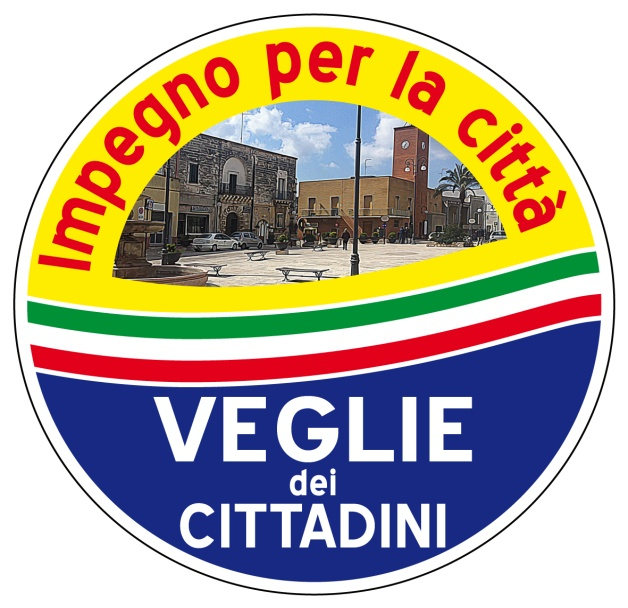 Impegno per la città
VEGLIE
dei
CITTADINI